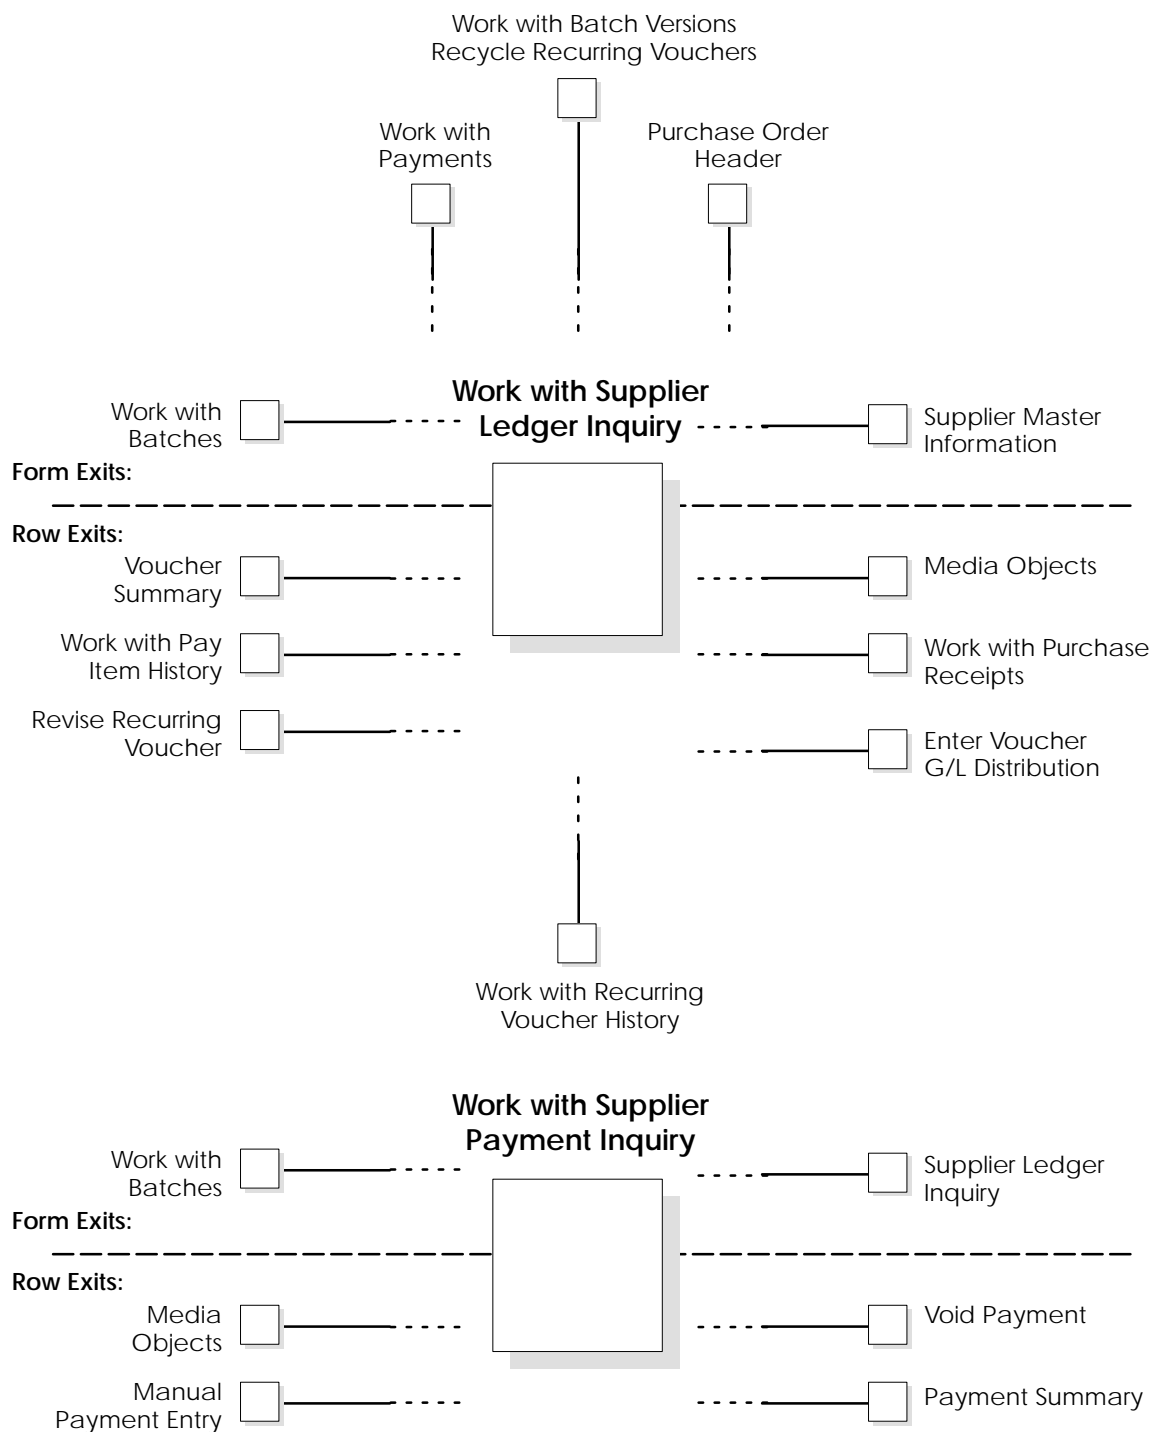 Work with Batch Versions
Recycle Recurring Vouchers
Work with
Payments
Purchase Order
Header
Work with Supplier
Ledger Inquiry
Work with
Batches
Supplier Master
Information
Form Exits:
Row Exits:
Voucher
Summary
Media Objects
Work with Pay
Item History
Work with Purchase
Receipts
Revise Recurring
Voucher
Enter Voucher
G/L Distribution
Work with Recurring
Voucher History
Work with Supplier
Payment Inquiry
Work with
Batches
Supplier Ledger
Inquiry
Form Exits:
Row Exits:
Media
Objects
Void Payment
Manual
Payment Entry
Payment Summary